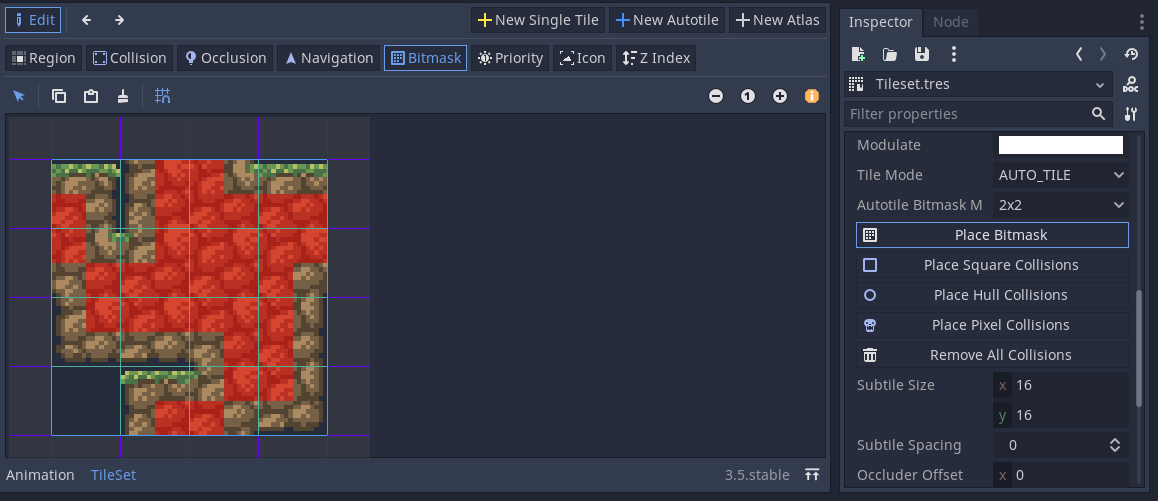 Edit
New Single Tile
New Autotile
New Atlas
Region
Collision
Occlusion
Navigation
Bitmask
Priority
Icon
Z Index
1
Animation
TileSet
3.5.stable
Inspector
Node
Tileset.tres
DOC
Filter properties
Modulate
Tile Mode
AUTO_TILE
Autotile Bitmask M
2x2
Place Bitmask
Place Square Collisions
Place Hull Collisions
Place Pixel Collisions
Remove All Collisions
Subtile Size
x 16
y 16
Subtile Spacing
0
Occluder Offset
x 0